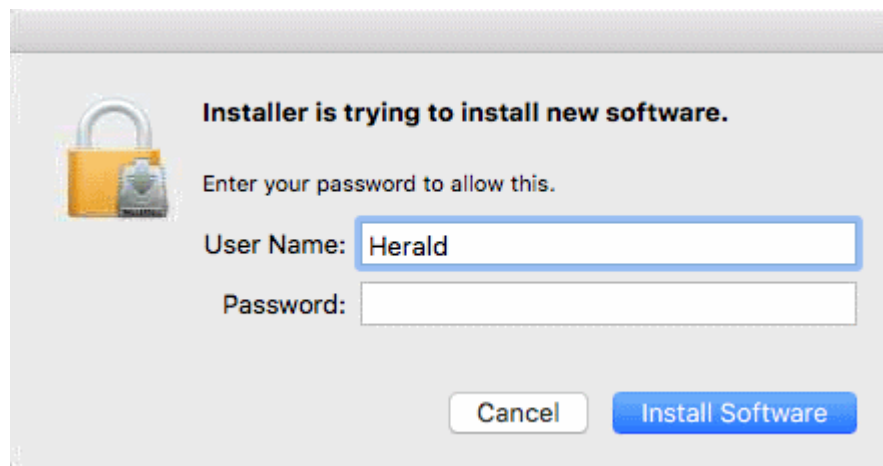 Installer is trying to install new software.
Enter your password to allow this.
User Name: Herald
Password:
Cancel Install Software